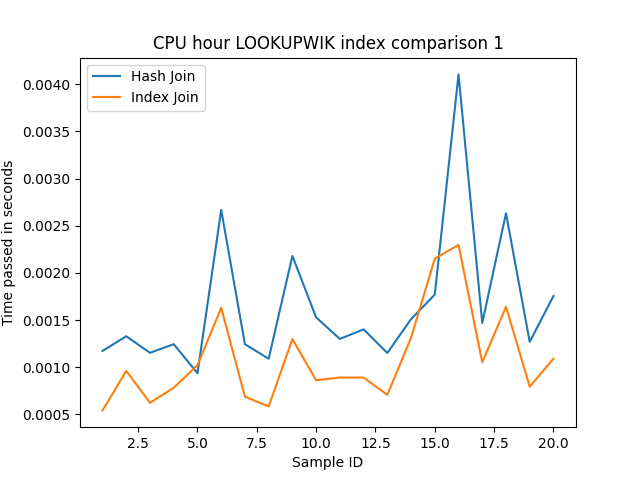 CPU hour LOOKUPWIK index comparison 1
Hash Join
Index Join
Time passed in seconds
0.0040
0.0035
0.0030
0.0025
0.0020
0.0015
0.0010
0.0005
2.5 5.0 7.5 10.0 12.5 15.0 17.5 20.0
Sample ID